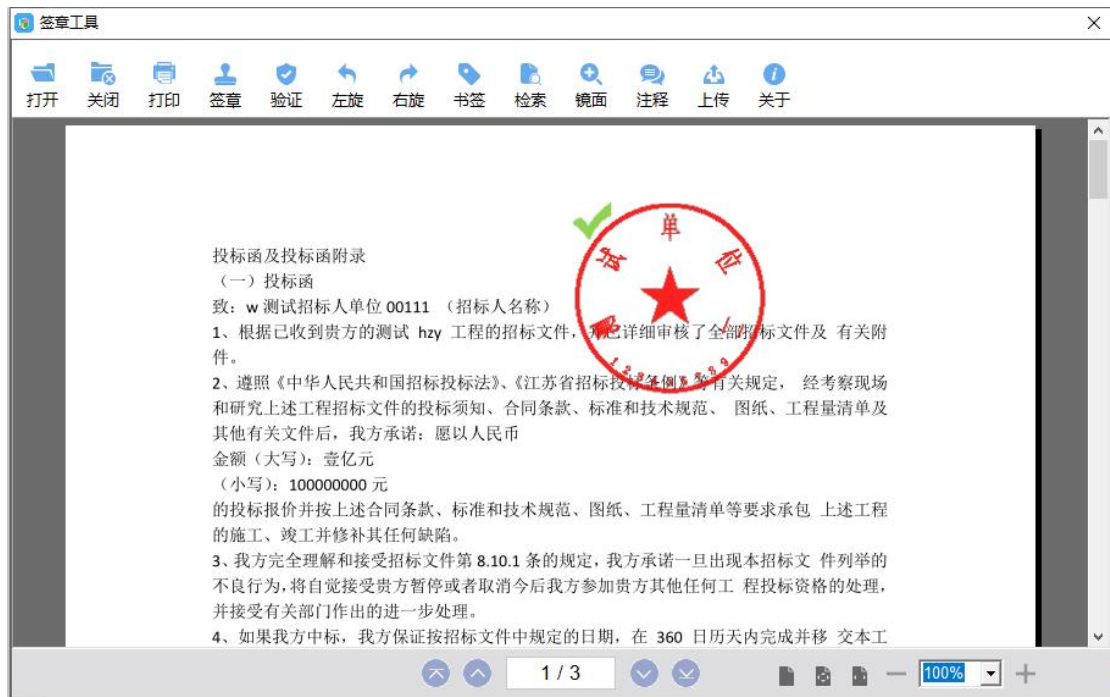 签章工具
打开 关闭 打印 签章 验证 左旋 右旋 书签 检索 镜面 注释 上传 关于
试单位一
投标函及投标函附录
（一）投标函
致：w 测试招标人单位 00111 （招标人名称）
1、根据已收到贵方的测试 hzy 工程的招标文件，并已详细审核了全部招标文件及 有关附
件。
2、遵照《中华人民共和国招标投标法》、《江苏省招标投标条例》等有关规定， 经考察现场
和研究上述工程招标文件的投标须知、合同条款、标准和技术规范、 图纸、工程量清单及
其他有关文件后，我方承诺：愿以人民币
金额（大写）：壹亿元
（小写）：100000000 元
的投标报价并按上述合同条款、标准和技术规范、图纸、工程量清单等要求承包 上述工程
的施工、竣工并修补其任何缺陷。
3、我方完全理解和接受招标文件第 8.10.1 条的规定，我方承诺一旦出现本招标文 件列举的
不良行为，将自觉接受贵方暂停或者取消今后我方参加贵方其他任何工 程投标资格的处理，
并接受有关部门作出的进一步处理。
4、如果我方中标，我方保证按招标文件中规定的日期，在 360 日历天内完成并移 交本工
1 / 3
100%